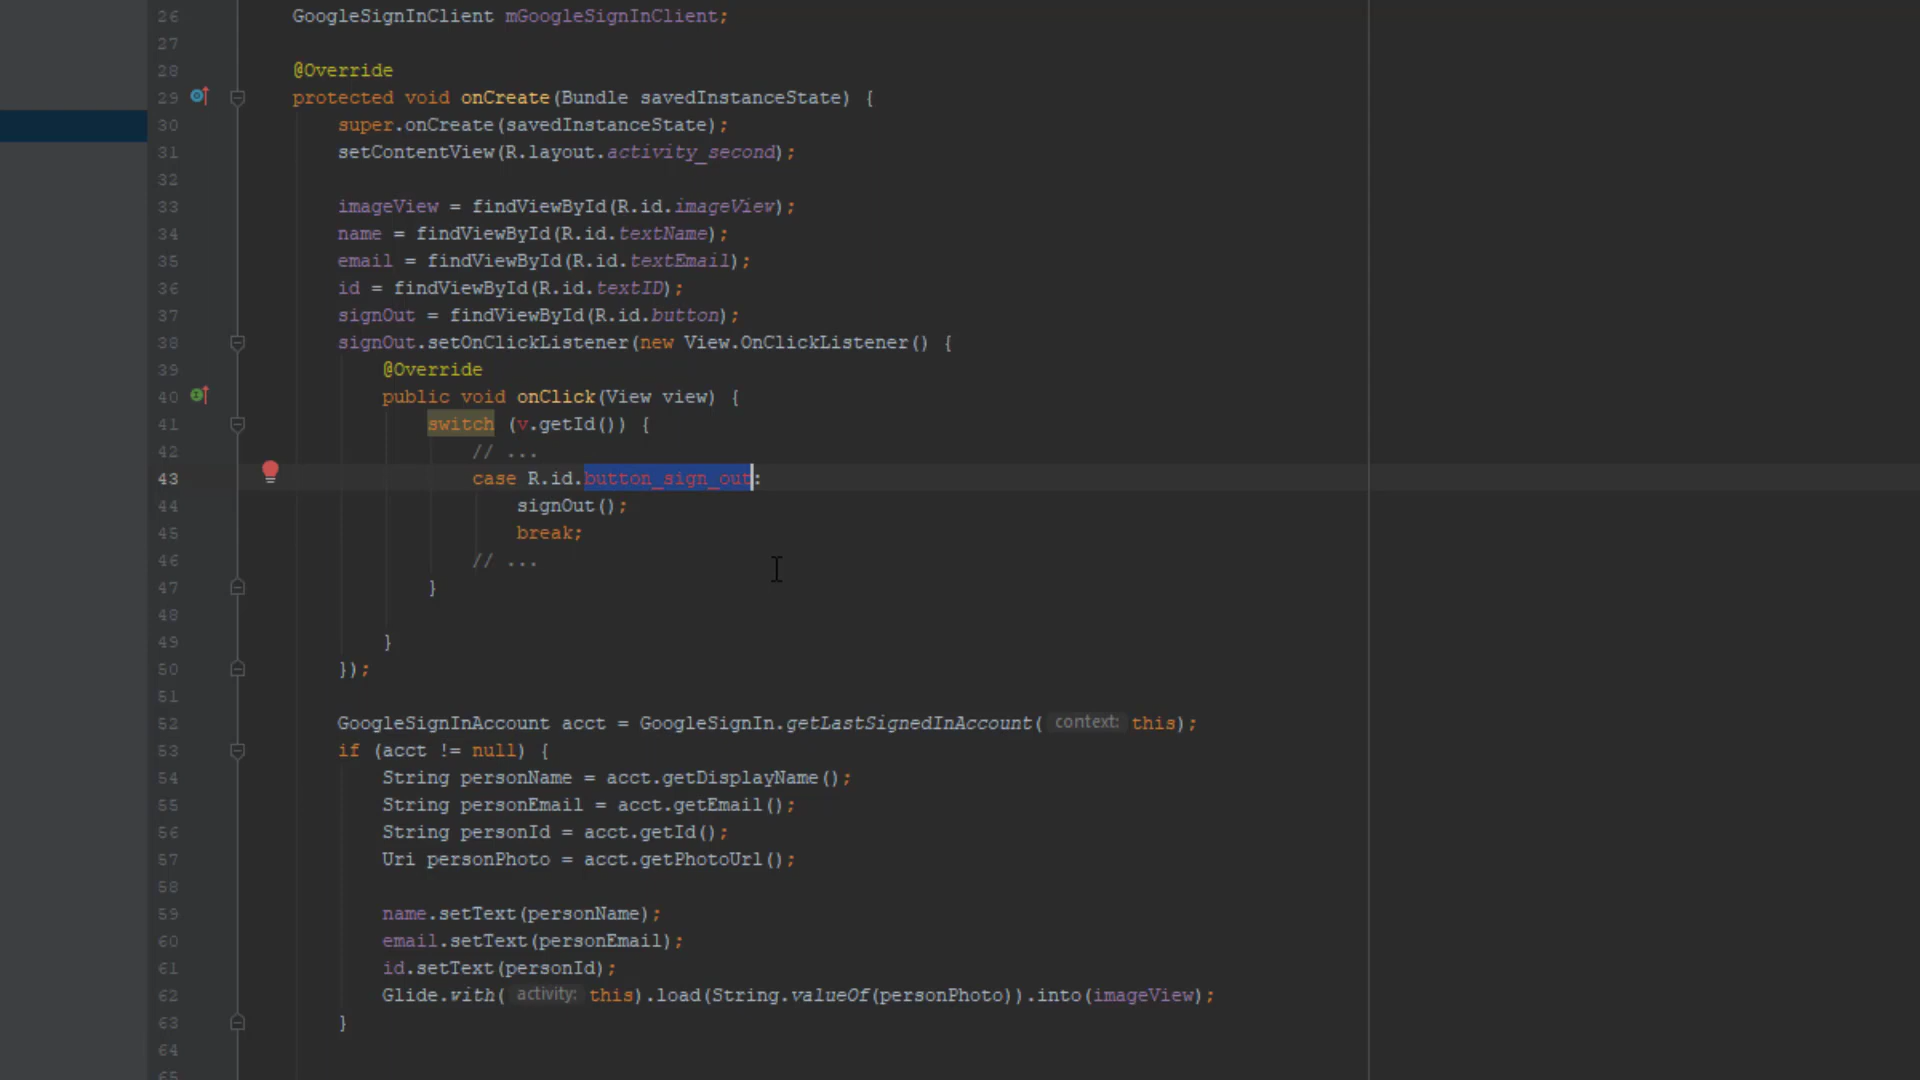 26 GoogleSignInClient mGoogleSignInClient;
27
28 @Override
29 protected void onCreate(Bundle savedInstanceState) {
30 super.onCreate(savedInstanceState);
31 setContentView(R.layout.activity_second);
32
33 imageView = findViewById(R.id.imageView);
34 name = findViewById(R.id.textName);
35 email = findViewById(R.id.textEmail);
36 id = findViewById(R.id.textID);
37 signOut = findViewById(R.id.button);
38 signOut.setOnClickListener(new View.OnClickListener() {
39 @Override
40 public void onClick(View view) {
41 switch (v.getId()) {
42 // ...
43 case R.id.button_sign_out:
44 signOut();
45 break;
46 // ...
47 }
48
49 }
50 });
51
52 GoogleSignInAccount acct = GoogleSignIn.getLastSignedInAccount( context: this);
53 if (acct != null) {
54 String personName = acct.getDisplayName();
55 String personEmail = acct.getEmail();
56 String personId = acct.getId();
57 Uri personPhoto = acct.getPhotoUrl();
58
59 name.setText(personName);
60 email.setText(personEmail);
61 id.setText(personId);
62 Glide.with( activity: this).load(String.valueOf(personPhoto)).into(imageView);
63 }
64
65